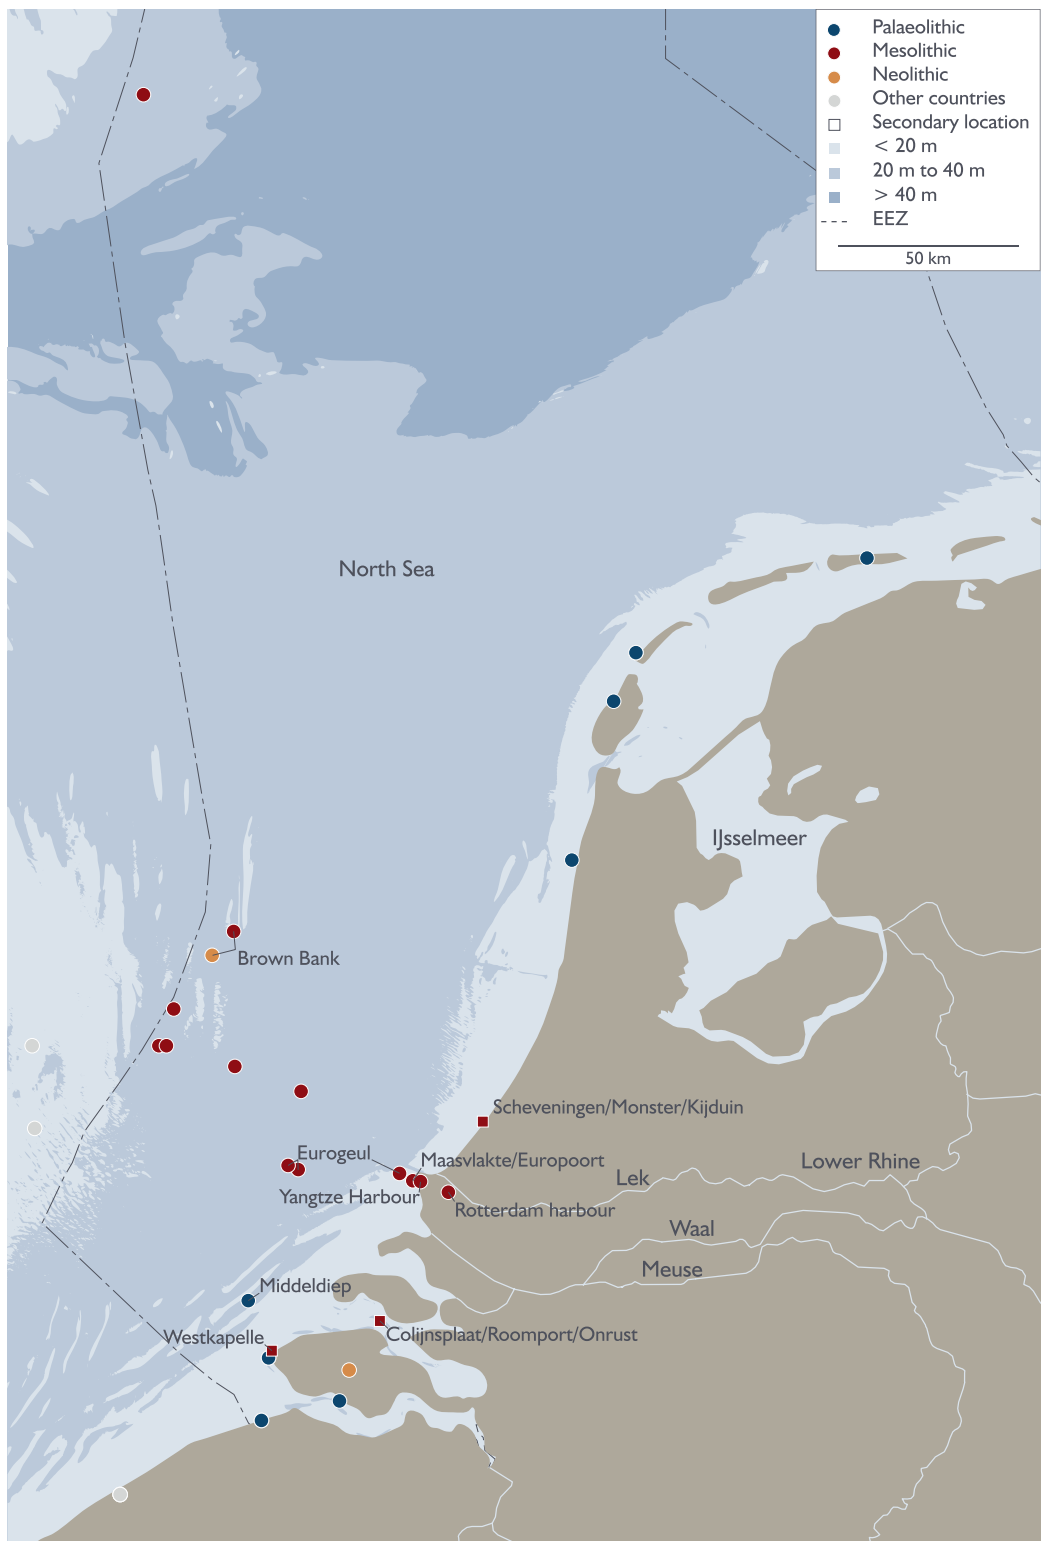 Palaeolithic
Mesolithic
Neolithic
Other countries
Secondary location
< 20 m
20 m to 40 m
> 40 m
EEZ
50 km
North Sea
IJsselmeer
Brown Bank
Scheveningen/Monster/Kijduin
Eurogeul
Maasvlakte/Europoort
Lower Rhine
Lek
Yangtze Harbour
Rotterdam harbour
Waal
Meuse
Middeldiep
Westkapelle
Colijnsplaat/Roomport/Onrust